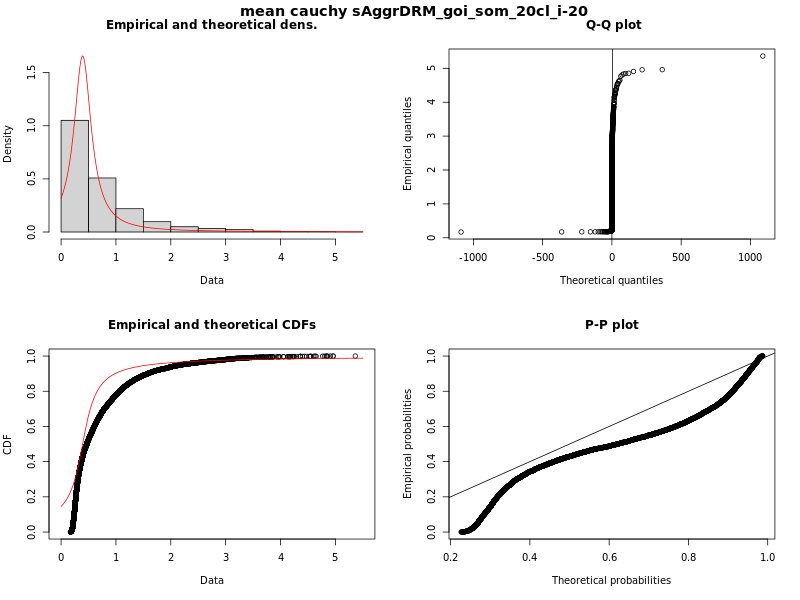 mean cauchy sAggrDRM_goi_som_20cl_i-20
Empirical and theoretical dens.
Density
0.0 0.5 1.0 1.5
0 1 2 3 4 5
Data
Q-Q plot
Empirical quantiles
0 1 2 3 4 5
-1000 -500 0 500 1000
Theoretical quantiles
Empirical and theoretical CDFs
CDF
0.0 0.2 0.4 0.6 0.8 1.0
0 1 2 3 4 5
Data
P-P plot
Empirical probabilities
0.0 0.2 0.4 0.6 0.8 1.0
0.2 0.4 0.6 0.8 1.0
Theoretical probabilities